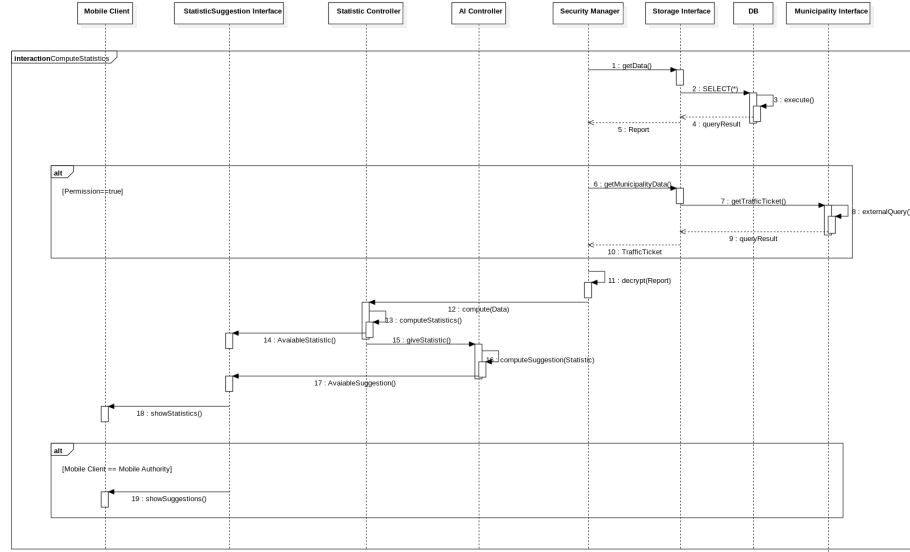 Mobile Client
StatisticSuggestion Interface
Statistic Controller
AI Controller
Security Manager
Storage Interface
DB
Municipality Interface
interactionComputeStatistics
1 : getData()
2 : SELECT(*)
3 : execute()
4 : queryResult
5 : Report
alt
[Permission==true]
6 : getMunicipalityData()
7 : getTrafficTicket()
8 : externalQuery()
9 : queryResult
10 : TrafficTicket
11 : decrypt(Report)
12 : compute(Data)
13 : computeStatistics()
14 : AvaiableStatistic()
15 : giveStatistic()
16 : computeSuggestion(Statistic)
17 : AvaiableSuggestion()
18 : showStatistics()
alt
[Mobile Client == Mobile Authority]
19 : showSuggestions()